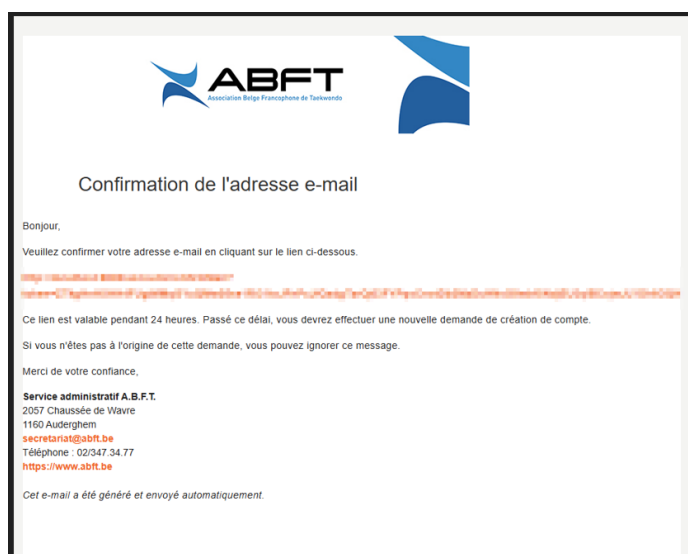 ABFT
Association Belge Francophone de Taekwondo
Confirmation de l'adresse e-mail
Bonjour,
Veuillez confirmer votre adresse e-mail en cliquant sur le lien ci-dessous.
Ce lien est valable pendant 24 heures. Passé ce délai, vous devrez effectuer une nouvelle demande de création de compte.
Si vous n'êtes pas à l'origine de cette demande, vous pouvez ignorer ce message.
Merci de votre confiance,
Service administratif A.B.F.T.
2057 Chaussée de Wavre
1160 Auderghem
secretariat@abft.be
Téléphone : 02/347.34.77
https://www.abft.be
Cet e-mail a été généré et envoyé automatiquement.